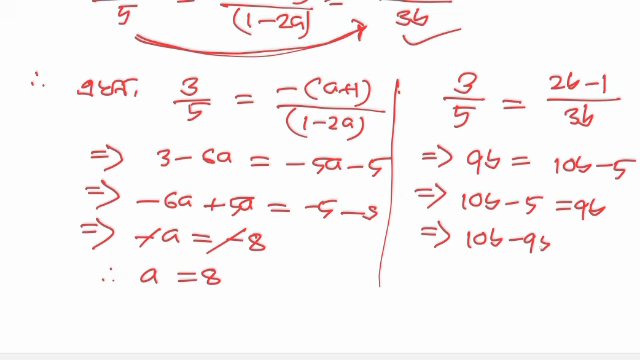 5 = (1-2a) = 3b
∴ এখন, 3/5 = -(a+1)/(1-2a)
⇒ 3-6a = -5a-5
⇒ -6a+5a = -5-3
⇒ -a = -8
∴ a = 8
3/5 = 2b-1/3b
⇒ 9b = 10b-5
⇒ 10b-5 = 9b
⇒ 10b-9b